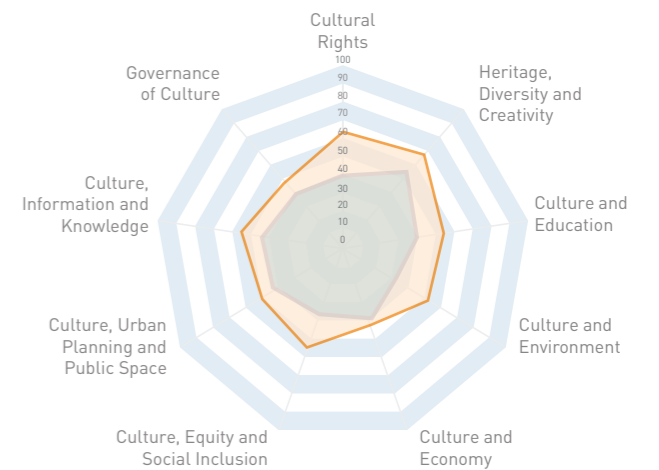 Cultural
Rights
Governance
of Culture
Heritage,
Diversity and
Creativity
Culture,
Information and
Knowledge
Culture and
Education
Culture, Urban
Planning and
Public Space
Culture and
Environment
Culture, Equity and
Social Inclusion
Culture and
Economy
100
90
80
70
60
50
40
30
20
10
0